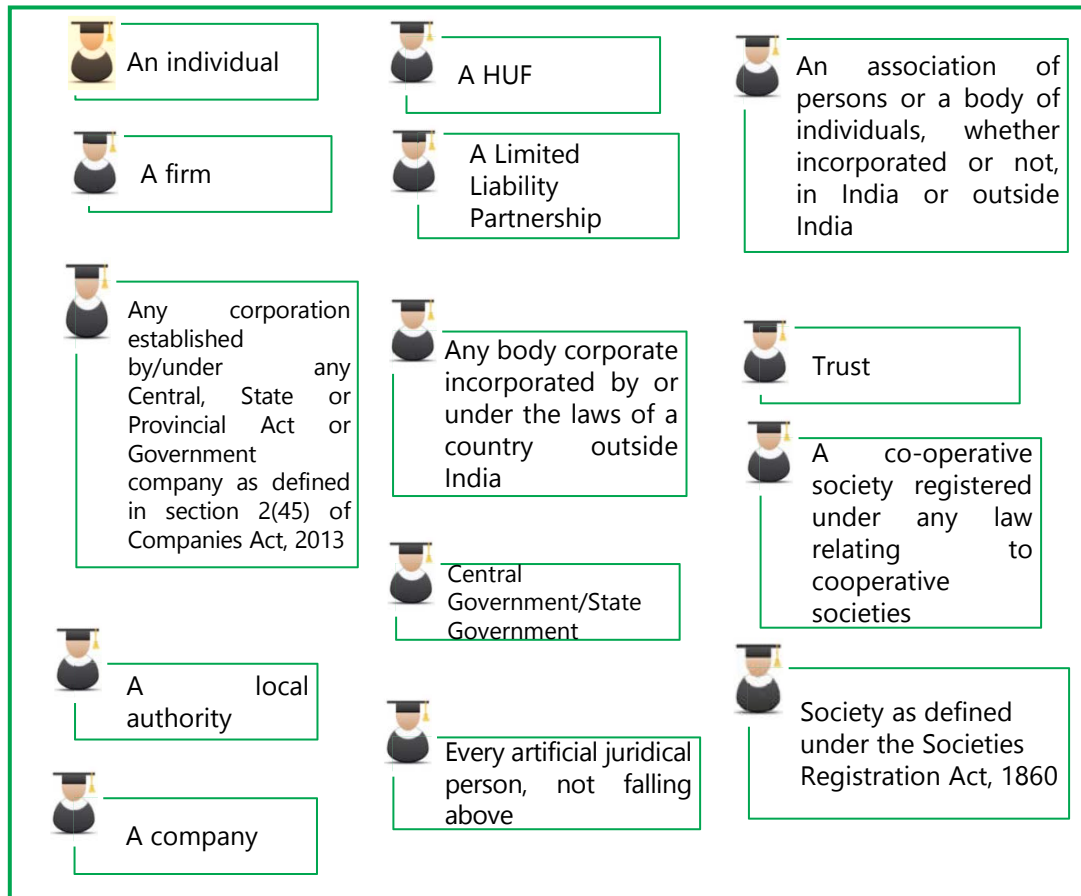 An individual
A firm
Any corporation
established
by/under any
Central, State or
Provincial Act or
Government
company as defined
in section 2(45) of
Companies Act, 2013
A local
authority
A company
A HUF
A Limited
Liability
Partnership
Any body corporate
incorporated by or
under the laws of a
country outside
India
Central
Government/State
Government
Every artificial juridical
person, not falling
above
An association of
persons or a body of
individuals, whether
incorporated or not,
in India or outside
India
Trust
A co-operative
society registered
under any law
relating to
cooperative
societies
Society as defined
under the Societies
Registration Act, 1860